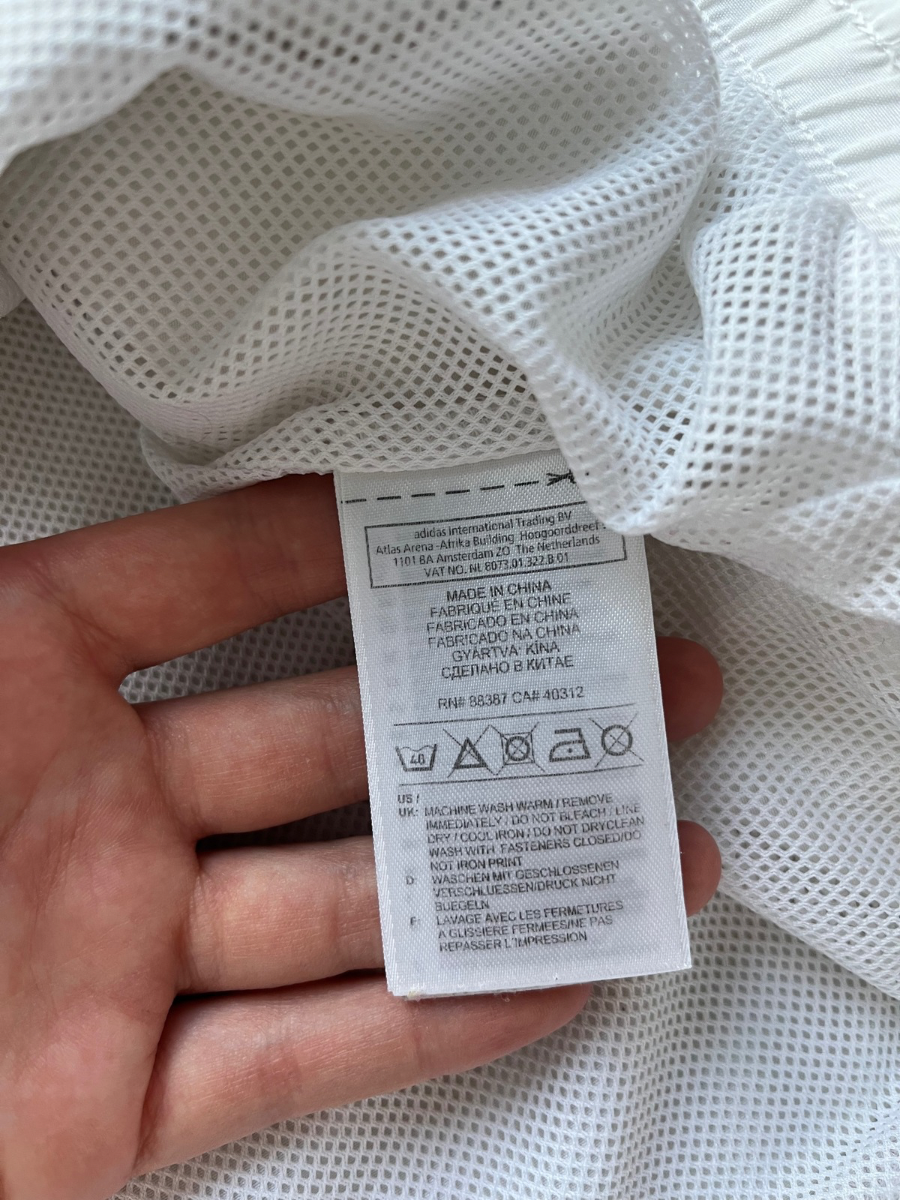 adidas International Trading BV
Atlas Arena -Afrika Building Hoogoorddreef
1101 BA Amsterdam ZO The Netherlands
VAT NO. NL 8073.01.322.B.01
MADE IN CHINA
FABRIQUE EN CHINE
FABRICADO EN CHINA
FABRICADO NA CHINA
GYÁRTVA: KÍNA
СДЕЛАНО В КИТАЕ
RN# 88387 CA# 40312
40
US /
UK: MACHINE WASH WARM / REMOVE
IMMEDIATELY / DO NOT BLEACH / LINE
DRY / COOL IRON / DO NOT DRYCLEAN
WASH WITH FASTENERS CLOSED/DO
NOT IRON PRINT
D: WASCHEN MIT GESCHLOSSENEN
VERSCHLUESSEN/DRUCK NICHT
BUEGELN
F: LAVAGE AVEC LES FERMETURES
A GLISSIERE FERMEES/NE PAS
REPASSER L'IMPRESSION